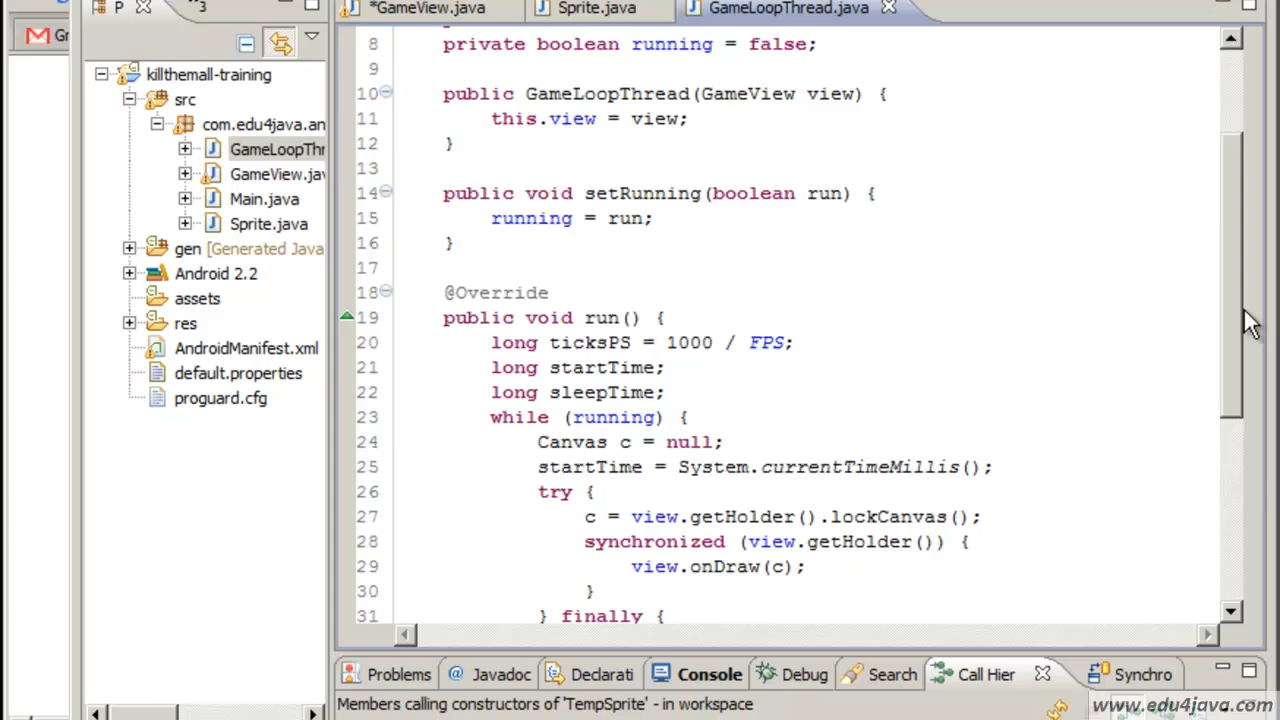 P
3
*GameView.java
Sprite.java
GameLoopThread.java
killthemall-training
src
com.edu4java.an
GameLoopThr
GameView.jav
Main.java
Sprite.java
gen [Generated Java
Android 2.2
assets
res
AndroidManifest.xml
default.properties
proguard.cfg
8 private boolean running = false;
9
10 public GameLoopThread(GameView view) {
11 this.view = view;
12 }
13
14 public void setRunning(boolean run) {
15 running = run;
16 }
17
18 @Override
19 public void run() {
20 long ticksPS = 1000 / FPS;
21 long startTime;
22 long sleepTime;
23 while (running) {
24 Canvas c = null;
25 startTime = System.currentTimeMillis();
26 try {
27 c = view.getHolder().lockCanvas();
28 synchronized (view.getHolder()) {
29 view.onDraw(c);
30 }
31 } finally {
Problems
Javadoc
Declarati
Console
Debug
Search
Call Hier
Synchro
Members calling constructors of 'TempSprite' - in workspace
www.edu4java.com